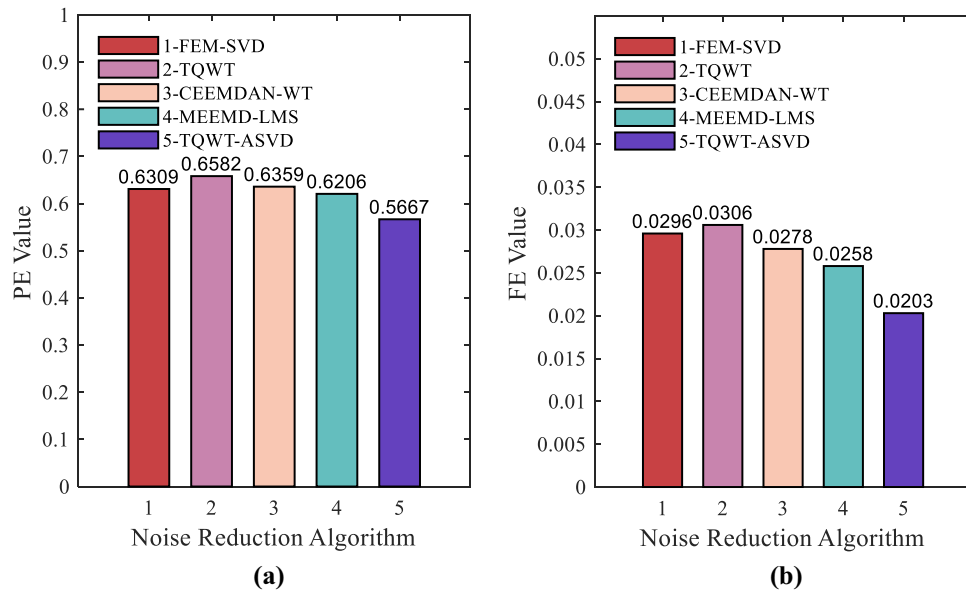 1
0.9
0.8
0.7
0.6
0.5
0.4
0.3
0.2
0.1
0
PE Value
1-FEM-SVD
2-TQWT
3-CEEMDAN-WT
4-MEEMD-LMS
5-TQWT-ASVD
0.6309
0.6582
0.6359
0.6206
0.5667
1 2 3 4 5
Noise Reduction Algorithm
(a)
0.05
0.045
0.04
0.035
0.03
0.025
0.02
0.015
0.01
0.005
0
FE Value
1-FEM-SVD
2-TQWT
3-CEEMDAN-WT
4-MEEMD-LMS
5-TQWT-ASVD
0.0296
0.0306
0.0278
0.0258
0.0203
1 2 3 4 5
Noise Reduction Algorithm
(b)